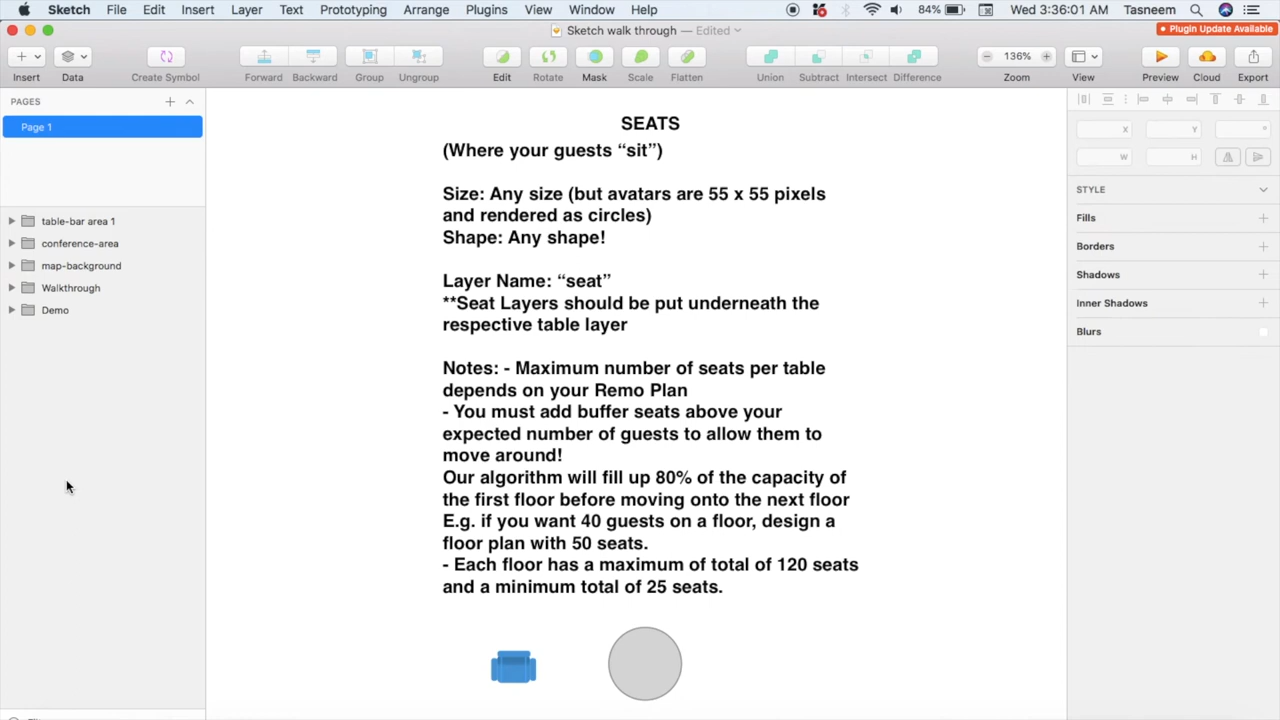 Sketch File Edit Insert Layer Text Prototyping Arrange Plugins View Window Help 84% Wed 3:36:01 AM Tasneem
Sketch walk through — Edited
Plugin Update Available
Insert Data Create Symbol Forward Backward Group Ungroup Edit Rotate Mask Scale Flatten Union Subtract Intersect Difference 136% Zoom View Preview Cloud Export
PAGES
Page 1
table-bar area 1
conference-area
map-background
Walkthrough
Demo
SEATS
(Where your guests “sit”)
Size: Any size (but avatars are 55 x 55 pixels
and rendered as circles)
Shape: Any shape!
Layer Name: “seat”
**Seat Layers should be put underneath the
respective table layer
Notes: - Maximum number of seats per table
depends on your Remo Plan
- You must add buffer seats above your
expected number of guests to allow them to
move around!
Our algorithm will fill up 80% of the capacity of
the first floor before moving onto the next floor
E.g. if you want 40 guests on a floor, design a
floor plan with 50 seats.
- Each floor has a maximum of total of 120 seats
and a minimum total of 25 seats.
X Y °
W H
STYLE
Fills
Borders
Shadows
Inner Shadows
Blurs